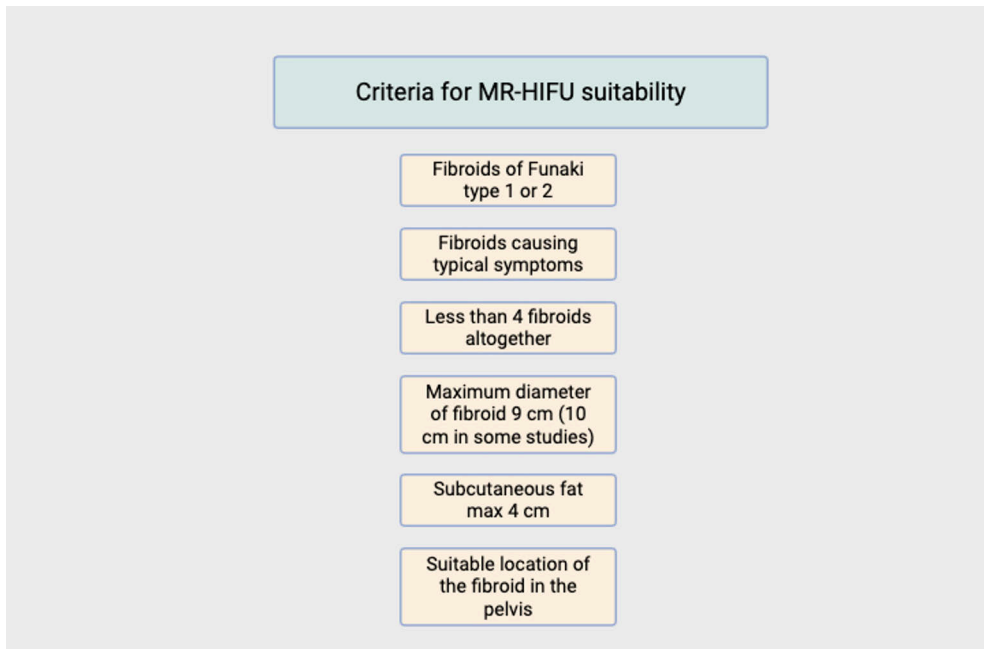 Criteria for MR-HIFU suitability
Fibroids of Funaki
type 1 or 2
Fibroids causing
typical symptoms
Less than 4 fibroids
altogether
Maximum diameter
of fibroid 9 cm (10
cm in some studies)
Subcutaneous fat
max 4 cm
Suitable location of
the fibroid in the
pelvis